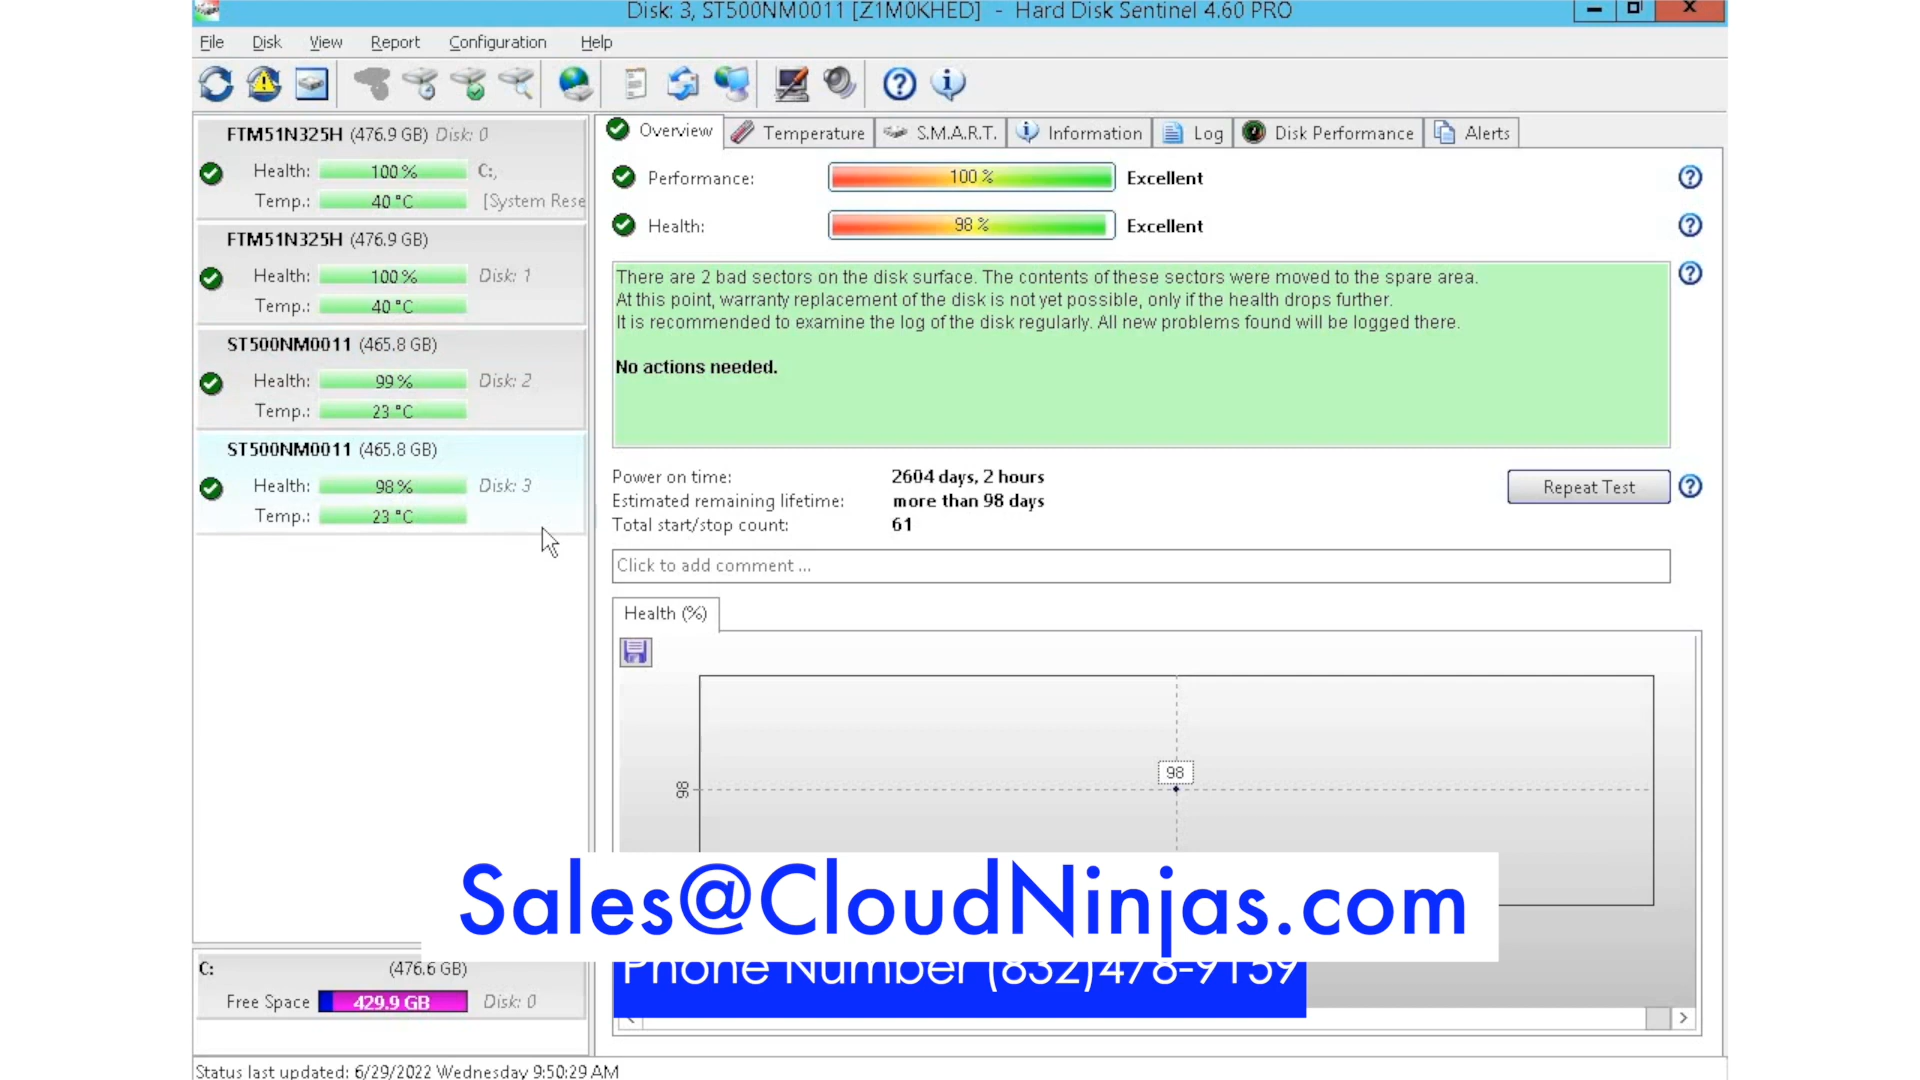 Disk: 3, ST500NM0011 [Z1M0KHED] - Hard Disk Sentinel 4.60 PRO
File Disk View Report Configuration Help
FTM51N325H (476.9 GB) Disk: 0
Health: 100 % C:,
Temp.: 40 °C [System Rese
FTM51N325H (476.9 GB)
Health: 100 % Disk: 1
Temp.: 40 °C
ST500NM0011 (465.8 GB)
Health: 99 % Disk: 2
Temp.: 23 °C
ST500NM0011 (465.8 GB)
Health: 98 % Disk: 3
Temp.: 23 °C
C: (476.6 GB)
Free Space 429.9 GB Disk: 0
Overview Temperature S.M.A.R.T. Information Log Disk Performance Alerts
Performance: 100 % Excellent
Health: 98 % Excellent
There are 2 bad sectors on the disk surface. The contents of these sectors were moved to the spare area.
At this point, warranty replacement of the disk is not yet possible, only if the health drops further.
It is recommended to examine the log of the disk regularly. All new problems found will be logged there.
No actions needed.
Power on time: 2604 days, 2 hours
Estimated remaining lifetime: more than 98 days
Total start/stop count: 61
Repeat Test
Click to add comment ...
Health (%)
98
98
Sales@CloudNinjas.com
Phone Number (832)478-9159
Status last updated: 6/29/2022 Wednesday 9:50:29 AM